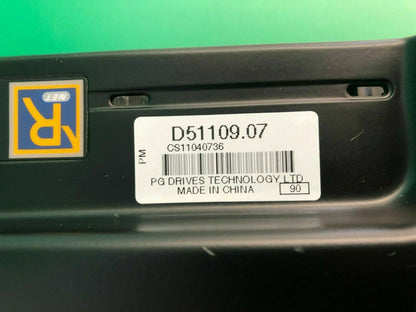 R
NET
D51109.07
PM
CS11040736
PG DRIVES TECHNOLOGY LTD
MADE IN CHINA
90